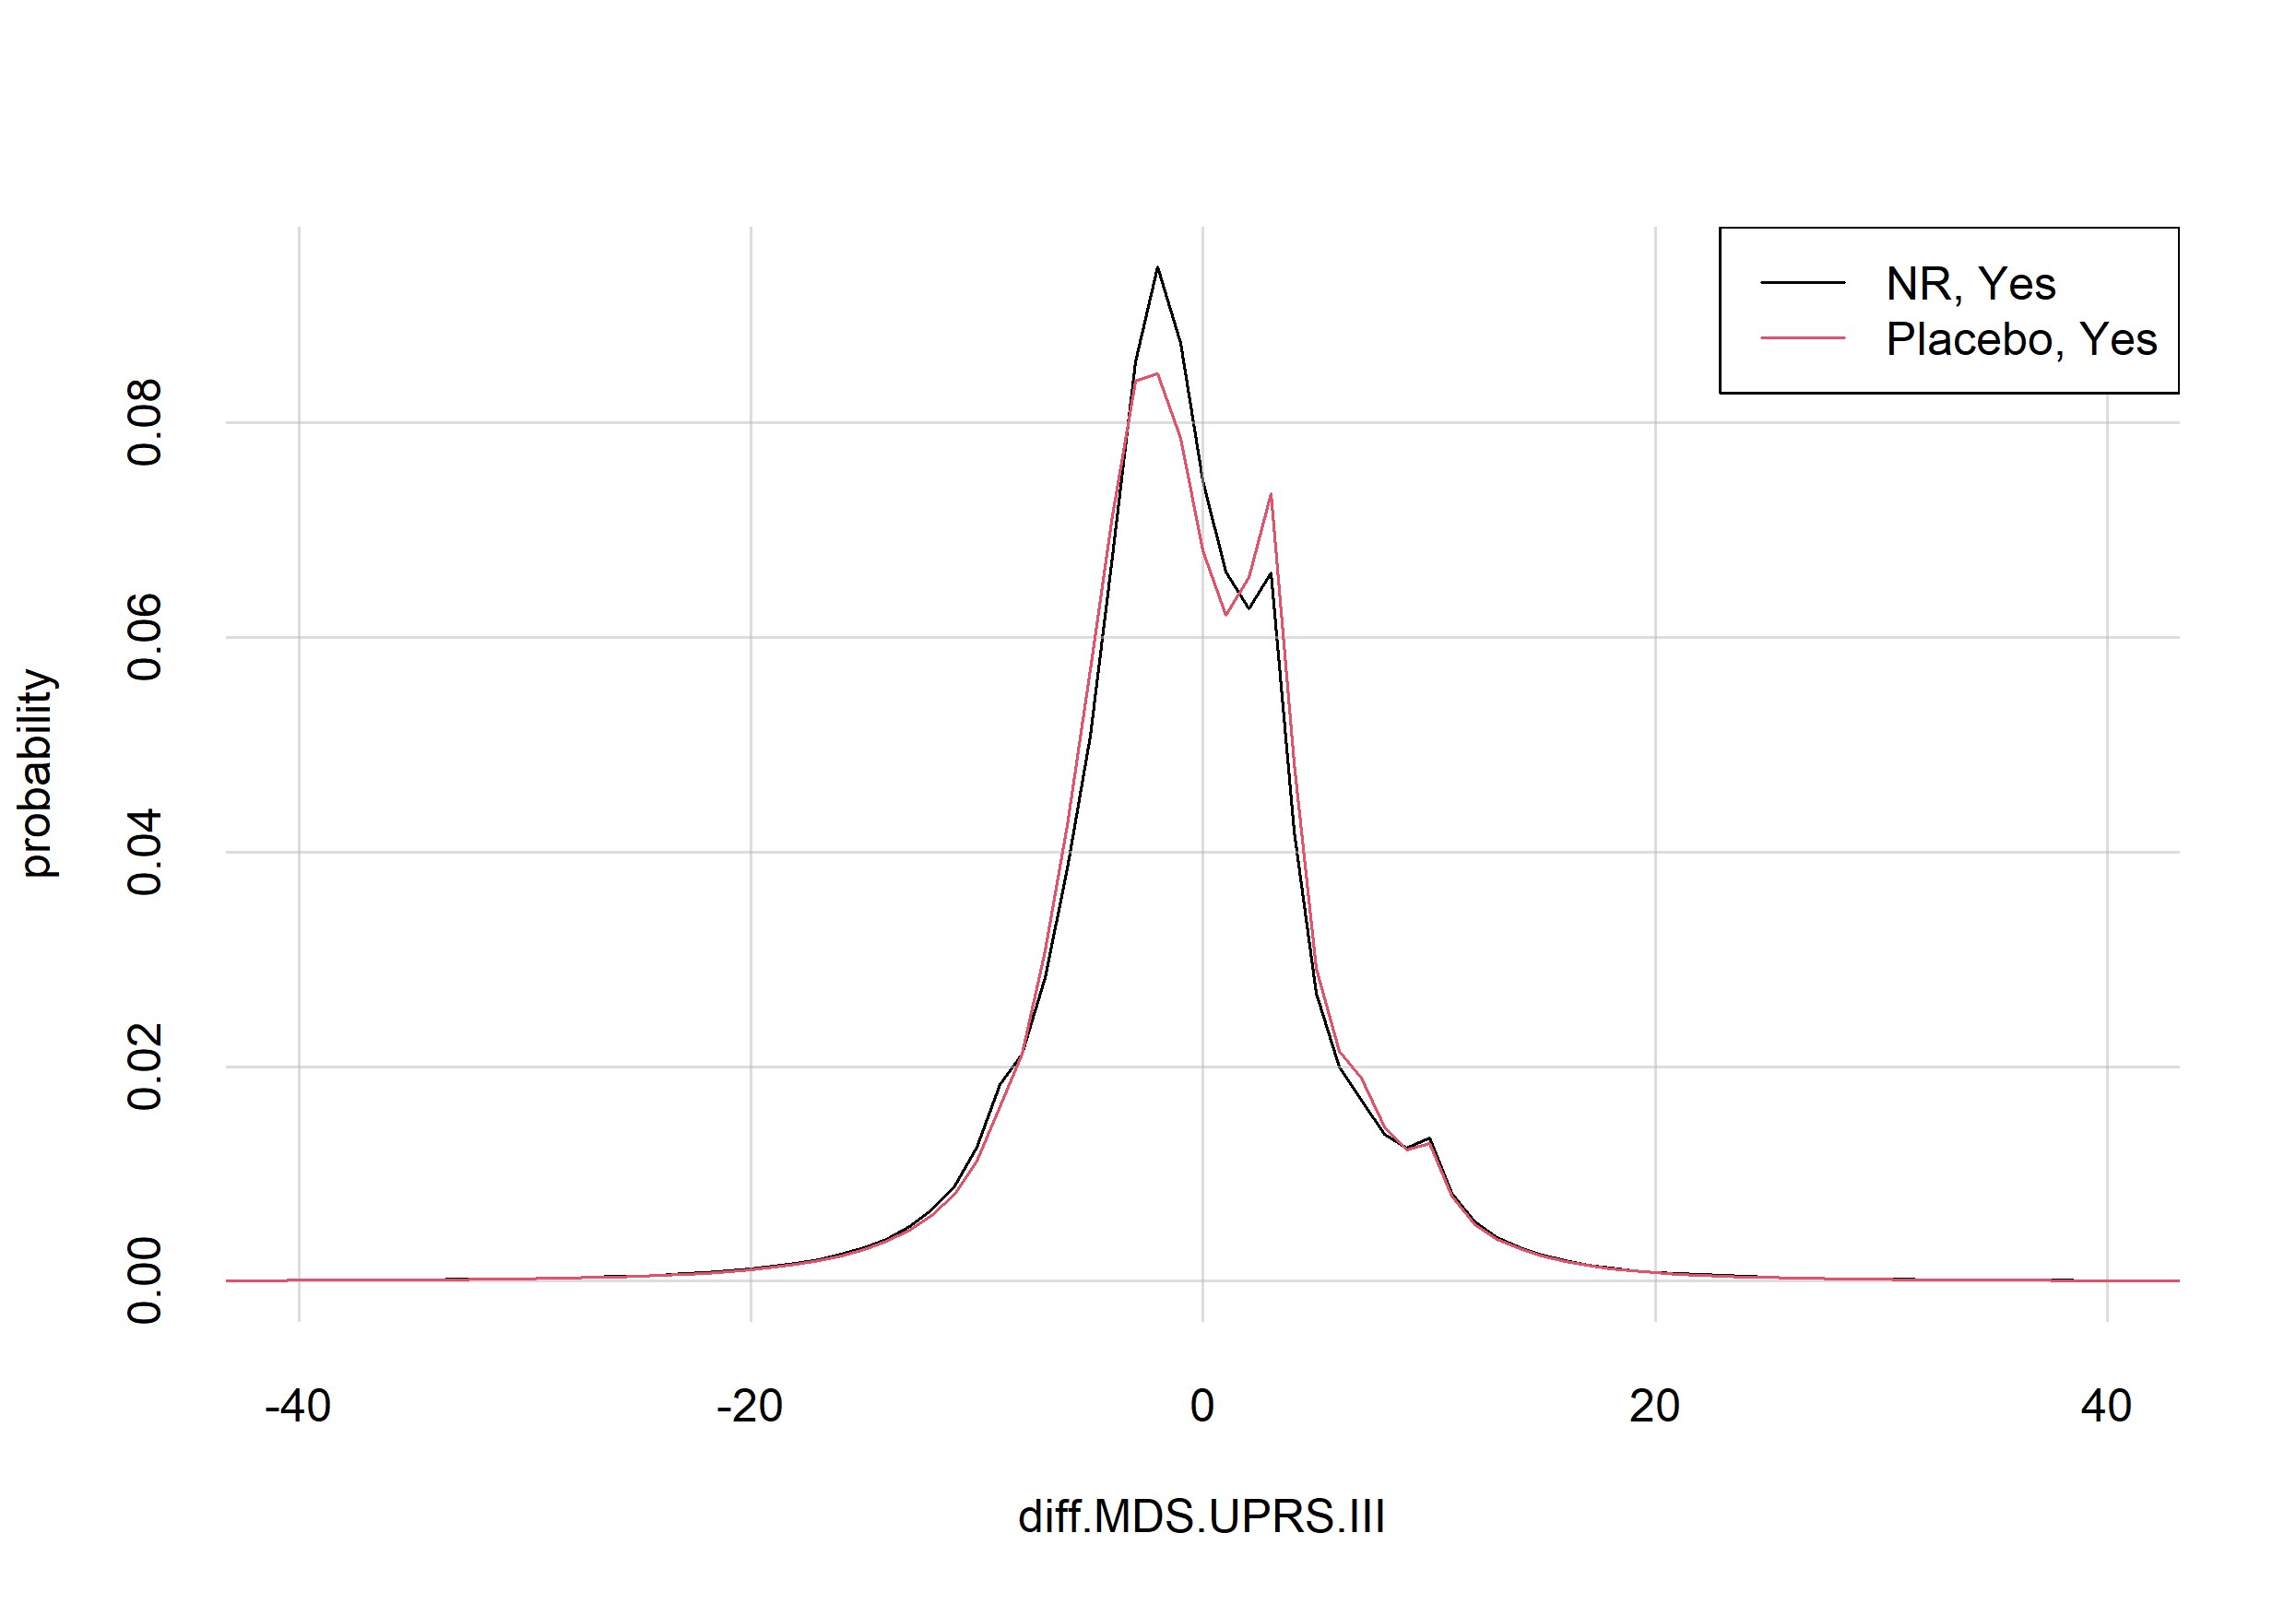 NR, Yes
Placebo, Yes
probability
0.08
0.06
0.04
0.02
0.00
-40
-20
0
20
40
diff.MDS.UPRS.III